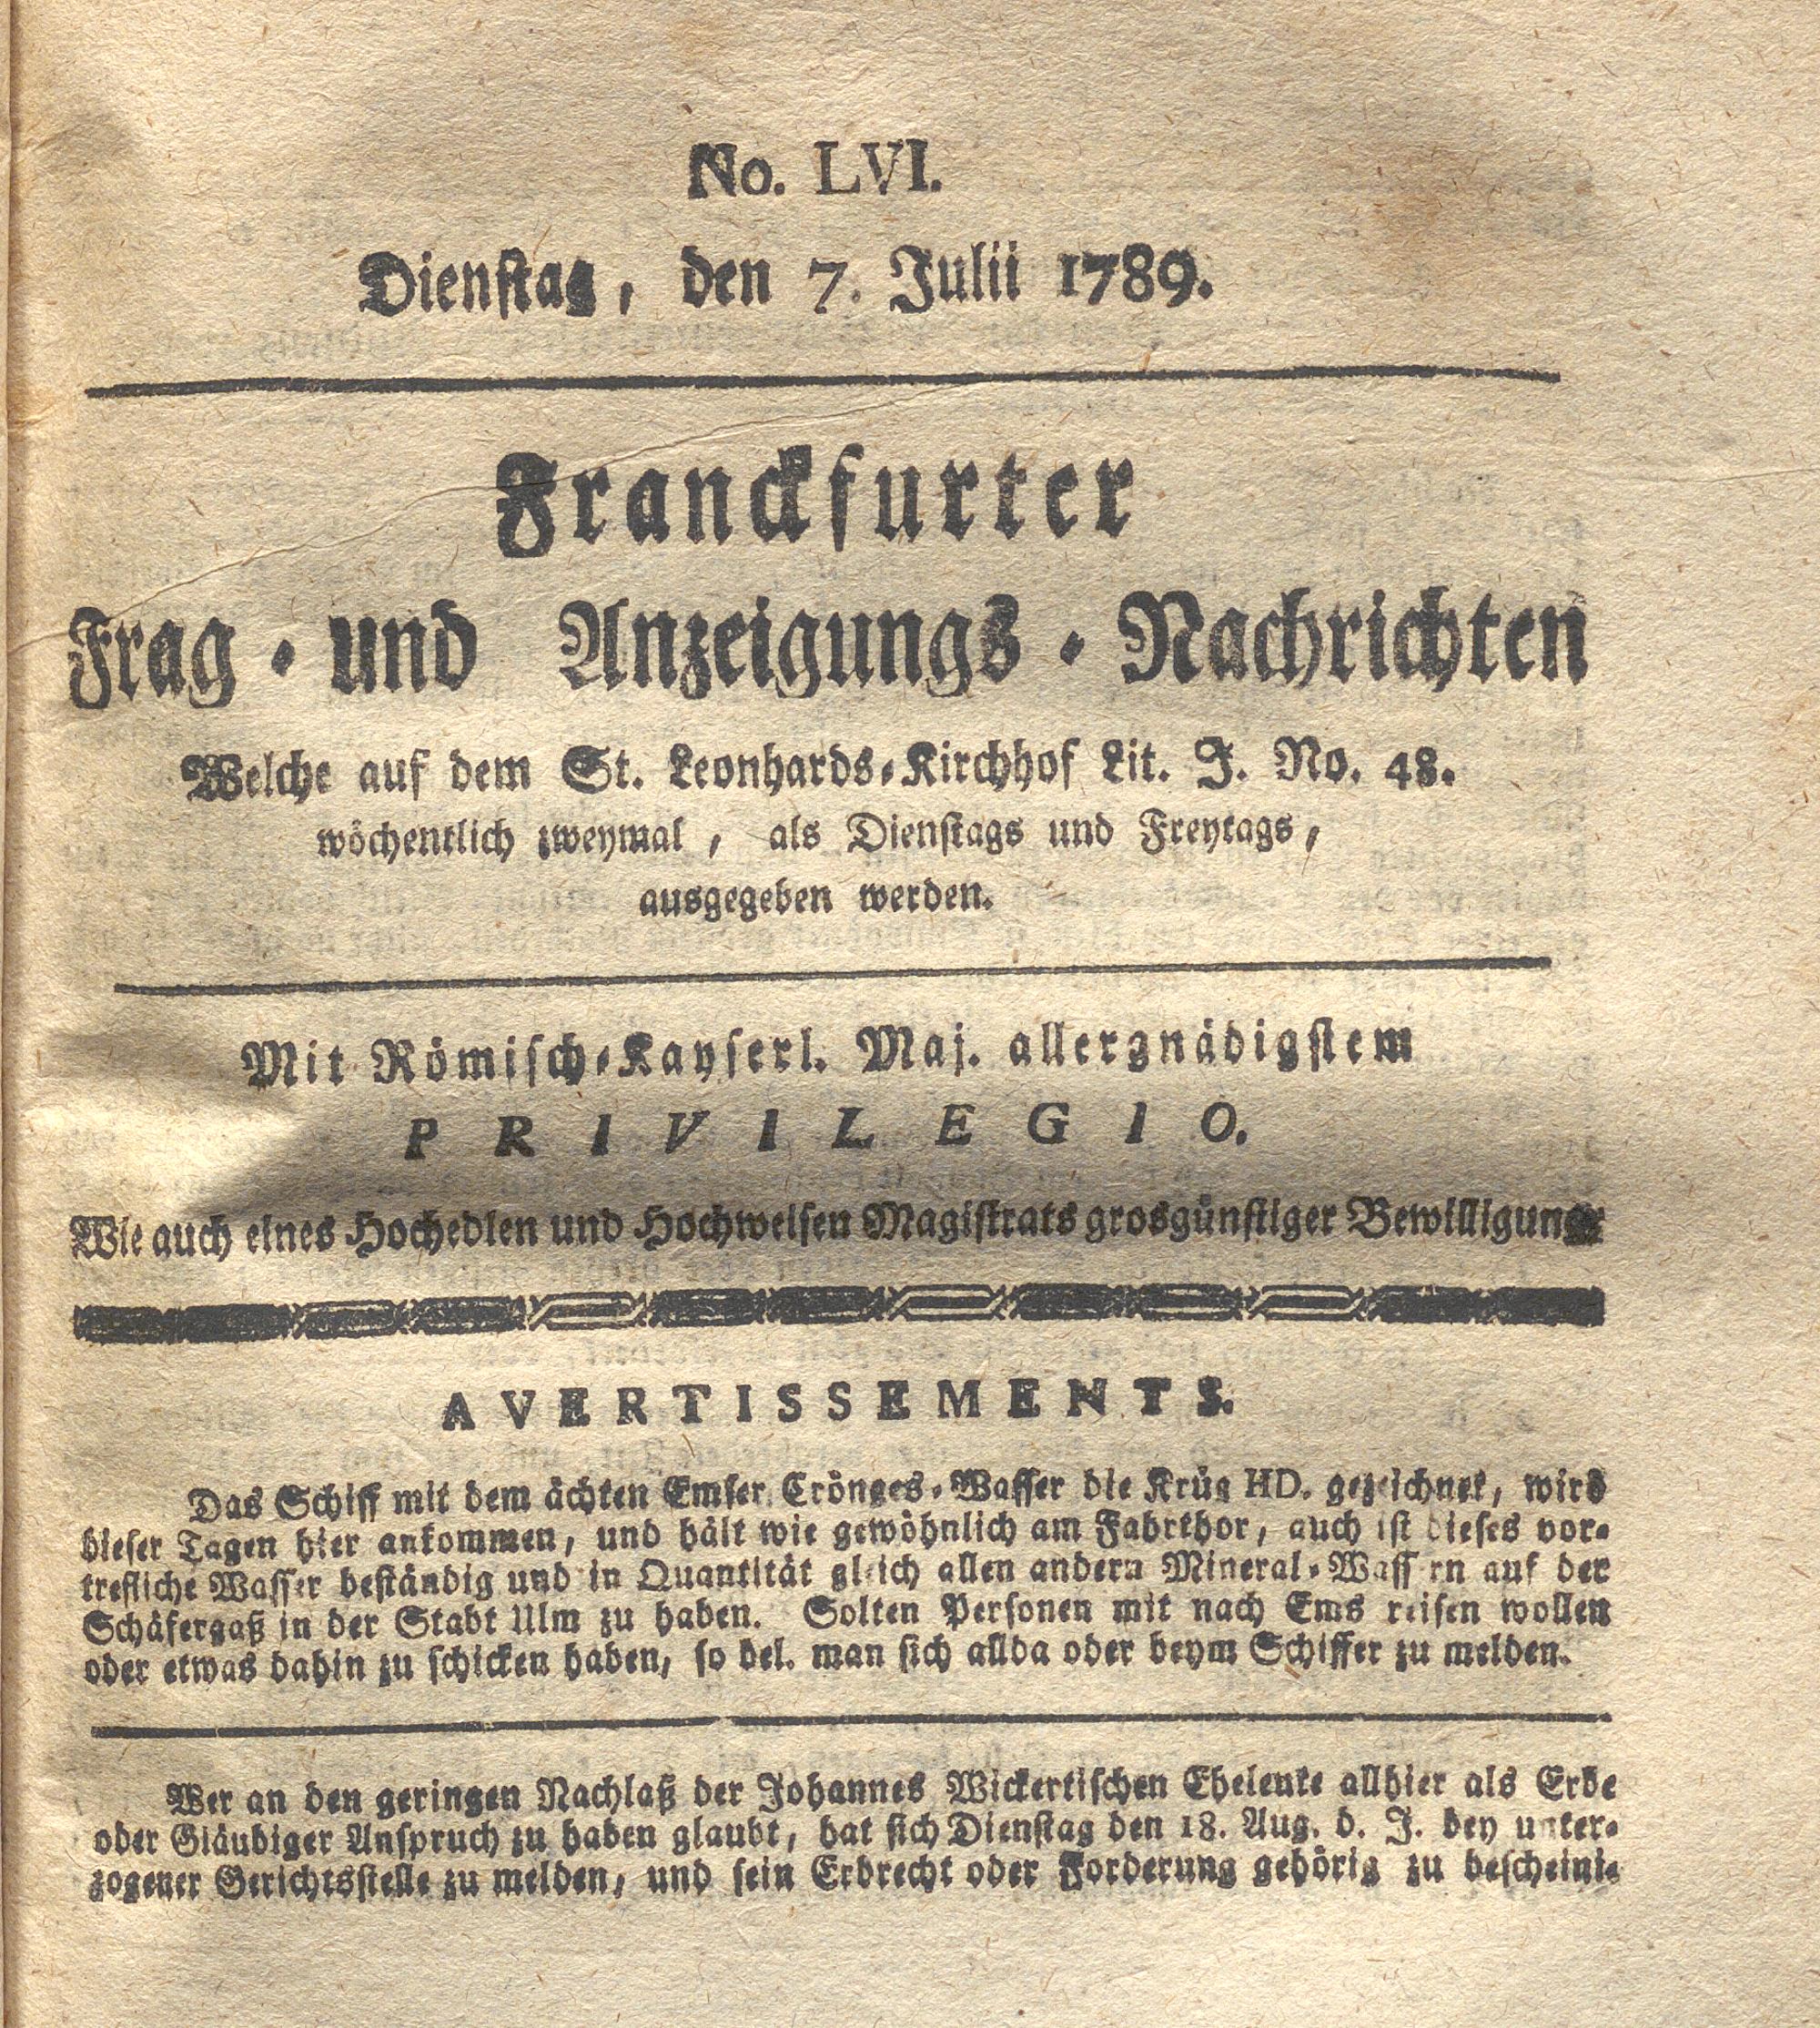 No. LVI.
Dienstag, den 7. Julii 1789.
Franckfurter
Frag- und Anzeigungs-Nachrichten
Welche auf dem St. Leonhards-Kirchhof Lit. J. No. 48.
wöchentlich zweymal, als Dienstags und Freytags,
ausgegeben werden.
Mit Römisch-Kayserl. Maj. allergnädigstem
PRIVILEGIO.
Wie auch eines Hochedlen und Hochweisen Magistrats grosgünstiger Bewilligung.
AVERTISSEMENTS.
Das Schiff mit dem ächten Emser Crönges-Wasser die Krüg HD. gezeichnet, wird
dieser Tagen hier ankommen, und hält wie gewöhnlich am Fahrthor, auch ist dieses vor-
trefliche Wasser beständig und in Quantität gleich allen andern Mineral-Wassern auf der
Schäfergaß in der Stadt Ulm zu haben. Solten Personen mit nach Ems reisen wollen
oder etwas dahin zu schicken haben, so bel. man sich allda oder beym Schiffer zu melden.
Wer an den geringen Nachlaß der Johannes Wickertischen Eheleute allhier als Erbe
oder Gläubiger Anspruch zu haben glaubt, hat sich Dienstag den 18. Aug. d. J. bey unter-
zogener Gerichtsstelle zu melden, und sein Erbrecht oder Forderung gehörig zu bescheini-